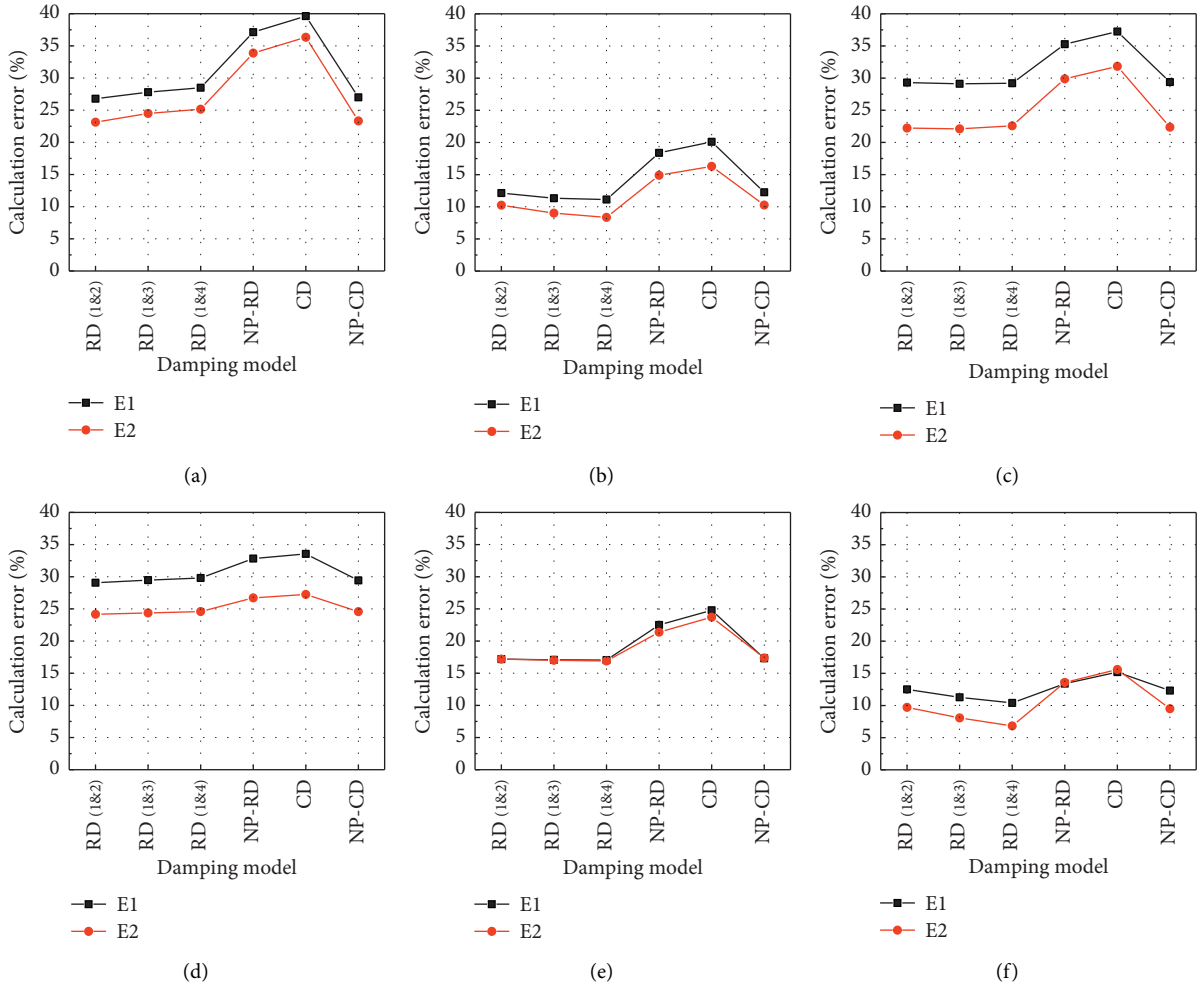 40
35
30
25
20
15
10
5
0
Calculation error (%)
RD (1&2)
RD (1&3)
RD (1&4)
NP-RD
CD
NP-CD
Damping model
E1
E2
(a)
40
35
30
25
20
15
10
5
0
Calculation error (%)
RD (1&2)
RD (1&3)
RD (1&4)
NP-RD
CD
NP-CD
Damping model
E1
E2
(b)
40
35
30
25
20
15
10
5
0
Calculation error (%)
RD (1&2)
RD (1&3)
RD (1&4)
NP-RD
CD
NP-CD
Damping model
E1
E2
(c)
40
35
30
25
20
15
10
5
0
Calculation error (%)
RD (1&2)
RD (1&3)
RD (1&4)
NP-RD
CD
NP-CD
Damping model
E1
E2
(d)
40
35
30
25
20
15
10
5
0
Calculation error (%)
RD (1&2)
RD (1&3)
RD (1&4)
NP-RD
CD
NP-CD
Damping model
E1
E2
(e)
40
35
30
25
20
15
10
5
0
Calculation error (%)
RD (1&2)
RD (1&3)
RD (1&4)
NP-RD
CD
NP-CD
Damping model
E1
E2
(f)